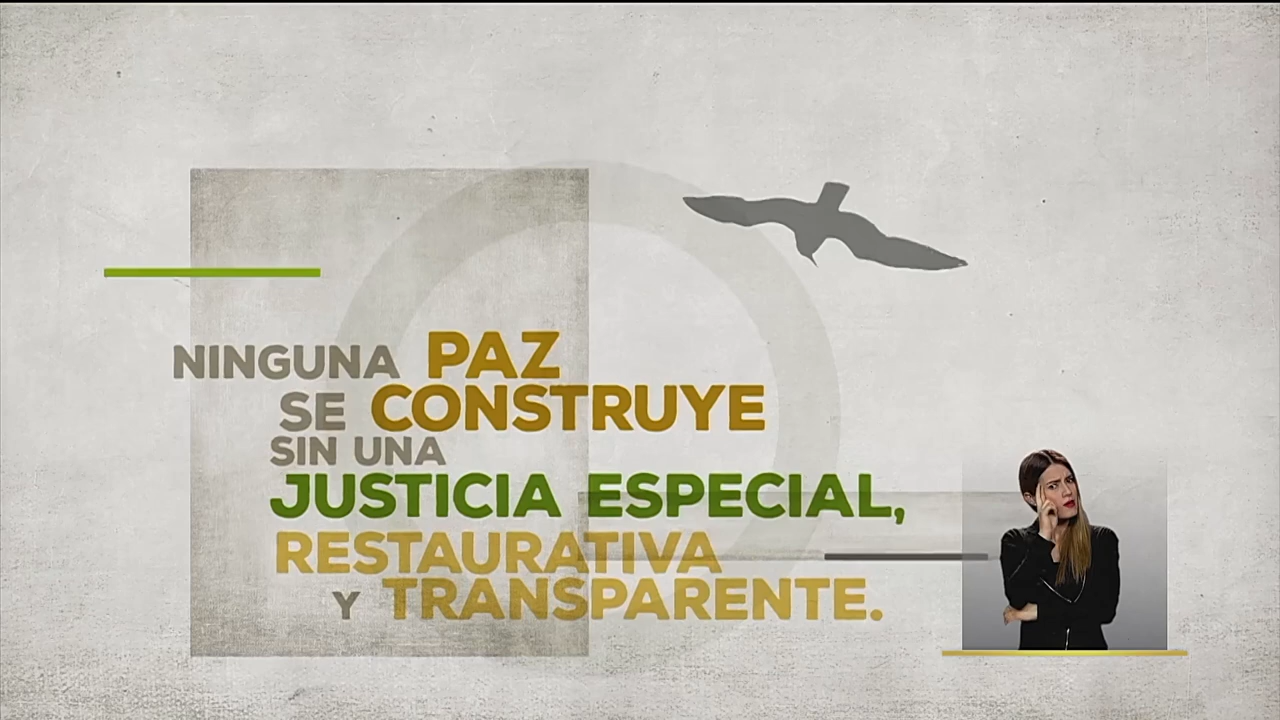 NINGUNA PAZ
SE CONSTRUYE
SIN UNA
JUSTICIA ESPECIAL,
RESTAURATIVA
Y TRANSPARENTE.